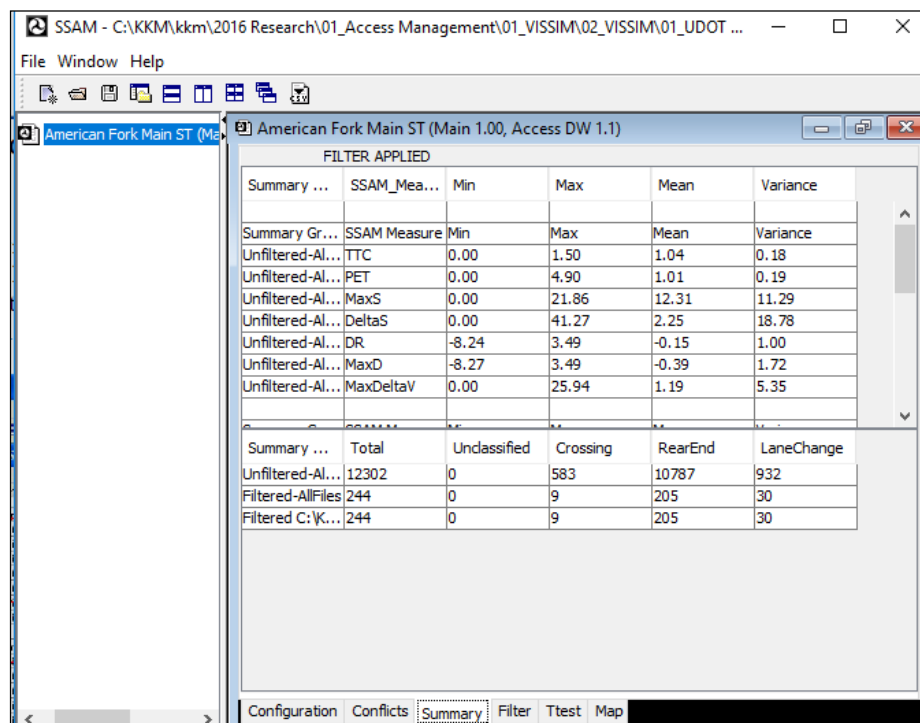 SSAM - C:\KKM\kkm\2016 Research\01_Access Management\01_VISSIM\02_VISSIM\01_UDOT ...
File Window Help
American Fork Main ST (Ma
American Fork Main ST (Main 1.00, Access DW 1.1)
FILTER APPLIED
Summary ... SSAM_Mea... Min Max Mean Variance
Summary Gr... SSAM Measure Min Max Mean Variance
Unfiltered-Al... TTC 0.00 1.50 1.04 0.18
Unfiltered-Al... PET 0.00 4.90 1.01 0.19
Unfiltered-Al... MaxS 0.00 21.86 12.31 11.29
Unfiltered-Al... DeltaS 0.00 41.27 2.25 18.78
Unfiltered-Al... DR -8.24 3.49 -0.15 1.00
Unfiltered-Al... MaxD -8.27 3.49 -0.39 1.72
Unfiltered-Al... MaxDeltaV 0.00 25.94 1.19 5.35
Summary ... Total Unclassified Crossing RearEnd LaneChange
Unfiltered-Al... 12302 0 583 10787 932
Filtered-AllFiles 244 0 9 205 30
Filtered C:\K... 244 0 9 205 30
Configuration Conflicts Summary Filter Ttest Map